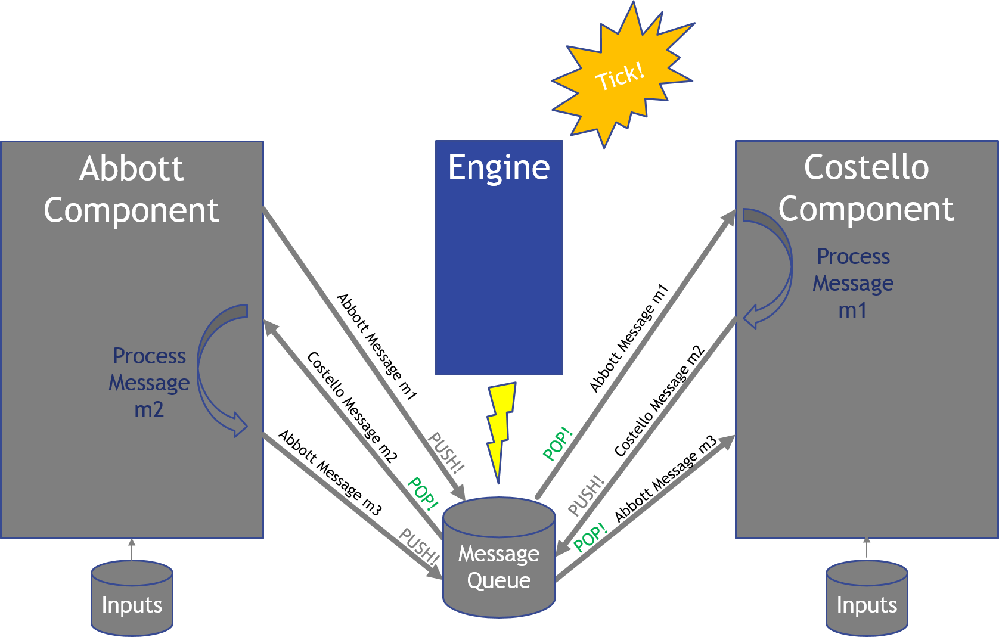 Tick!
Abbott
Component
Engine
Costello
Component
Process
Message
m1
Process
Message
m2
Abbott Message m1
PUSH!
Costello Message m2
POP!
Abbott Message m3
PUSH!
Abbott Message m1
POP!
Costello Message m2
PUSH!
Abbott Message m3
POP!
Message
Queue
Inputs
Inputs